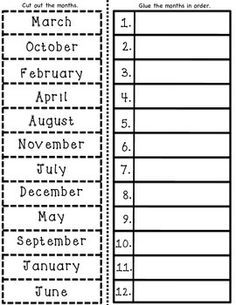 Cut out the months.
March
October
February
April
August
November
July
December
May
September
January
June
Glue the months in order.
1.
2.
3.
4.
5.
6.
7.
8.
9.
10.
11.
12.